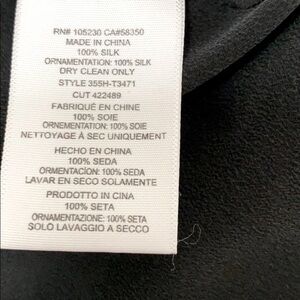 RN# 105230 CA#58350
MADE IN CHINA
100% SILK
ORNAMENTATION: 100% SILK
DRY CLEAN ONLY
STYLE 355H-T3471
CUT 422489
FABRIQUÉ EN CHINE
100% SOIE
ORNEMENTATION: 100% SOIE
NETTOYAGE À SEC UNIQUEMENT
HECHO EN CHINA
100% SEDA
ORMENTACÍON: 100% SEDA
LAVAR EN SECO SOLAMENTE
PRODOTTO IN CINA
100% SETA
ORNAMENTAZIONE: 100% SETA
SOLO LAVAGGIO A SECCO